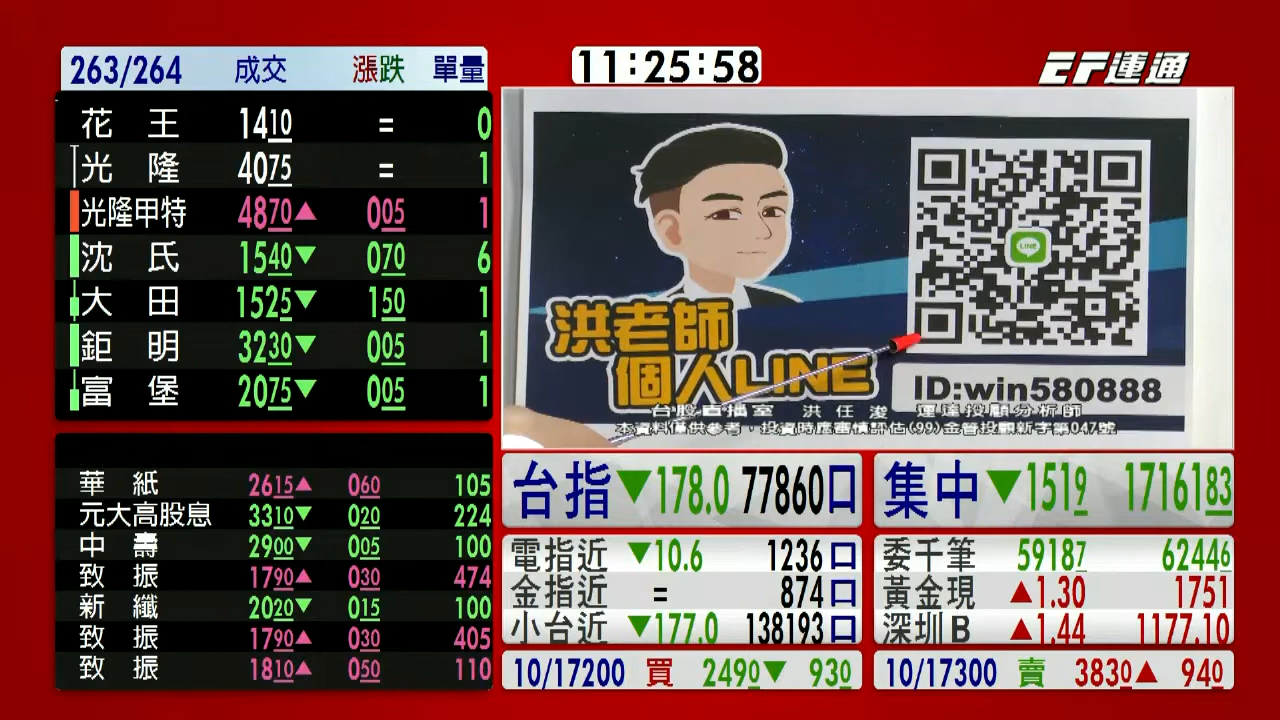 263/264 成交 漲跌 單量
花王 1410 = 0
光隆 4075 = 1
光隆甲特 4870▲ 005 1
沈氏 1540▼ 070 6
大田 1525▼ 150 1
鉅明 3230▼ 005 1
富堡 2075▼ 005 1
華紙 2615▲ 060 105
元大高股息 3310▼ 020 224
中壽 2900▼ 005 100
致振 1790▲ 030 474
新纖 2020▼ 015 100
致振 1790▲ 030 405
致振 1810▲ 050 110
11:25:58
EF運通
洪老師
個人LINE
LINE
ID:win580888
台股直播室 洪任浚 運達投顧分析師
本資料僅供參考，投資時應審慎評估(99)金管投顧新字第047號
台指▼178.0 77860口
電指近 ▼10.6 1236口
金指近 = 874口
小台近 ▼177.0 138193口
10/17200 買 2490▼ 930
集中▼1519 1716183
委千筆 59187 62446
黃金現 ▲1.30 1751
深圳B ▲1.44 1177.10
10/17300 賣 3830▲ 940